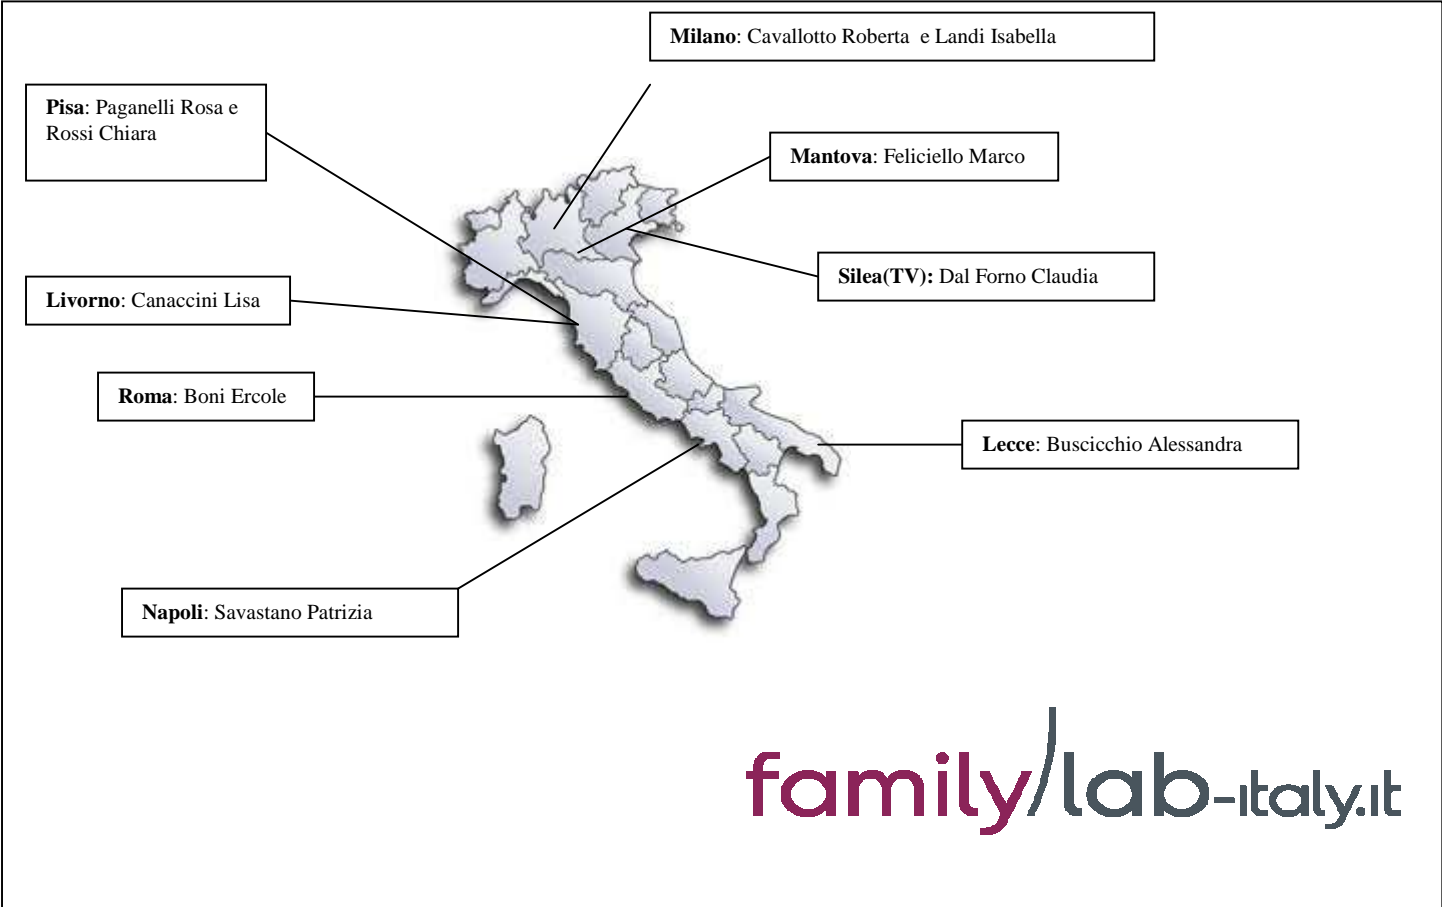 Milano: Cavallotto Roberta  e Landi Isabella
Pisa: Paganelli Rosa e
Rossi Chiara
Mantova: Feliciello Marco
Silea(TV): Dal Forno Claudia
Livorno: Canaccini Lisa
Roma: Boni Ercole
Lecce: Buscicchio Alessandra
Napoli: Savastano Patrizia
family/lab-italy.it